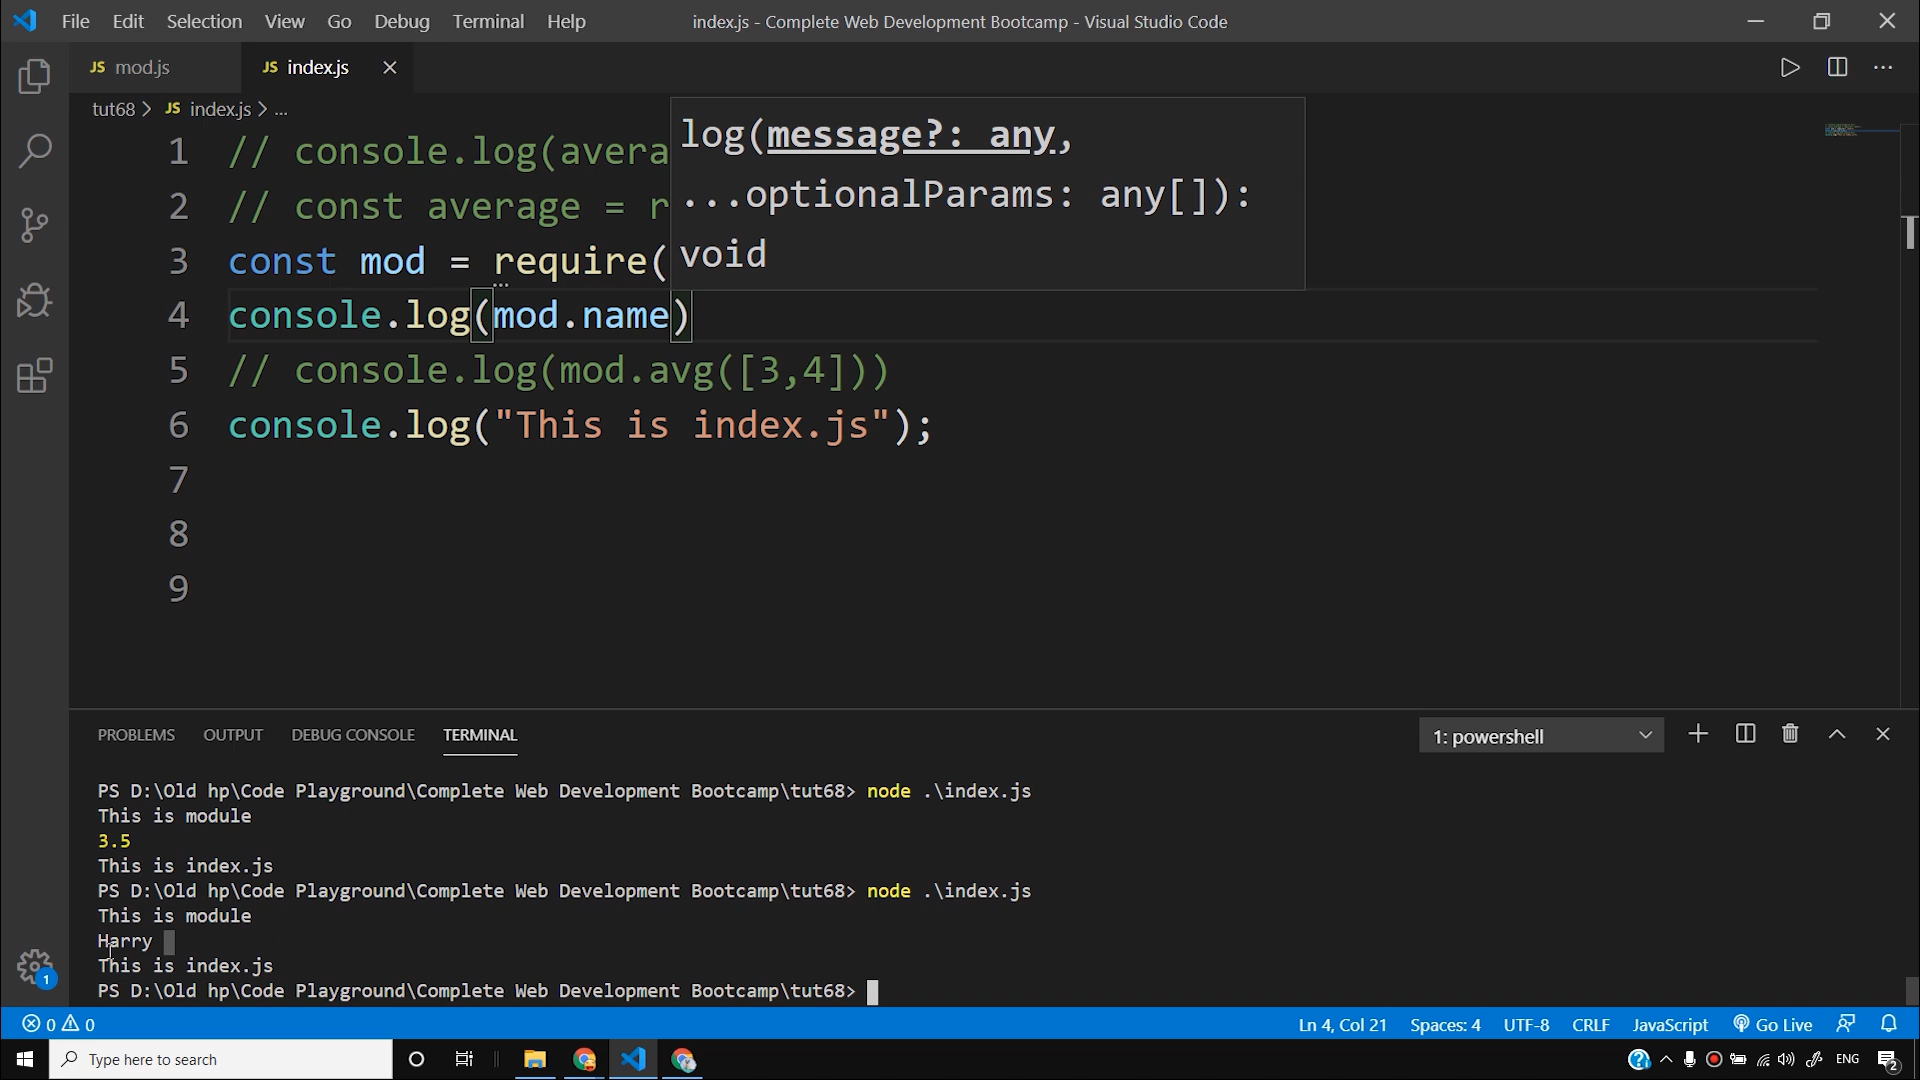 File Edit Selection View Go Debug Terminal Help
index.js - Complete Web Development Bootcamp - Visual Studio Code
JS mod.js
JS index.js
tut68 > JS index.js > ...
1 // console.log(avera
2 // const average = r
3 const mod = require(
4 console.log(mod.name)
5 // console.log(mod.avg([3,4]))
6 console.log("This is index.js");
7
8
9
log(message?: any,
...optionalParams: any[]):
void
PROBLEMS OUTPUT DEBUG CONSOLE TERMINAL
1: powershell
PS D:\Old hp\Code Playground\Complete Web Development Bootcamp\tut68> node .\index.js
This is module
3.5
This is index.js
PS D:\Old hp\Code Playground\Complete Web Development Bootcamp\tut68> node .\index.js
This is module
Harry
This is index.js
PS D:\Old hp\Code Playground\Complete Web Development Bootcamp\tut68>
1
0 0
Ln 4, Col 21 Spaces: 4 UTF-8 CRLF JavaScript Go Live
Type here to search
ENG
2